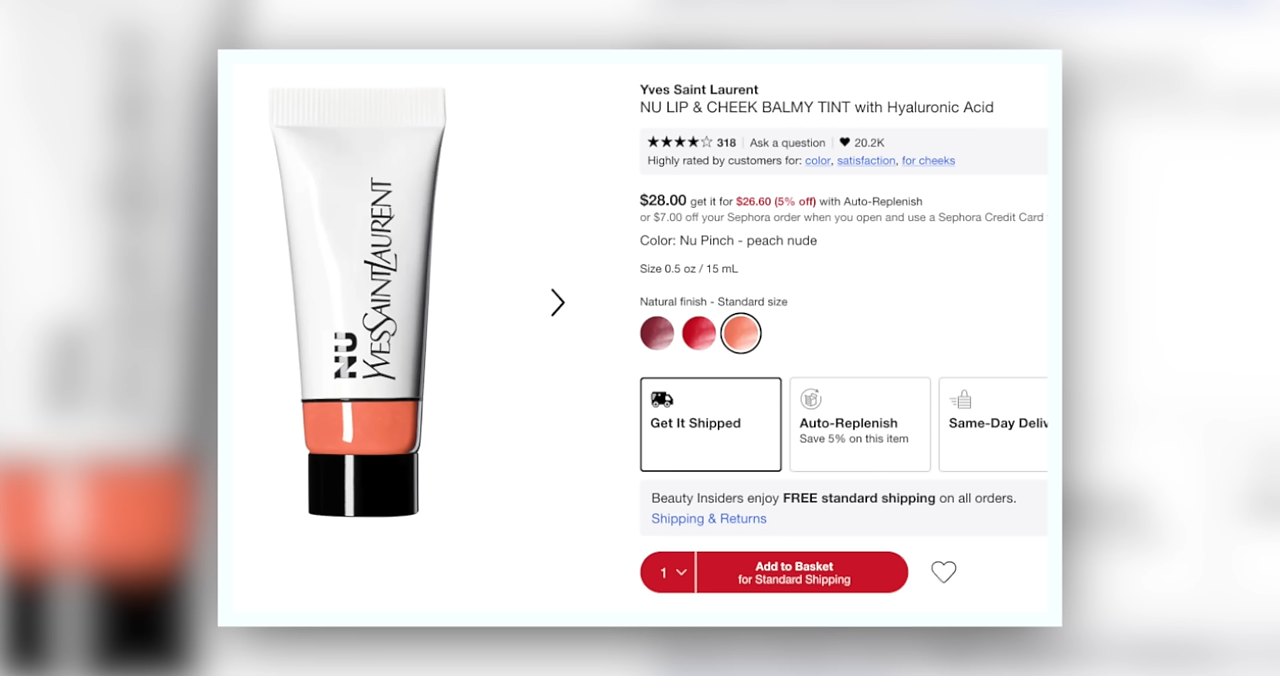 NU
YVESSAINTLAURENT
Yves Saint Laurent
NU LIP & CHEEK BALMY TINT with Hyaluronic Acid
★★★★☆ 318 | Ask a question | ♥ 20.2K
Highly rated by customers for: color, satisfaction, for cheeks
$28.00 get it for $26.60 (5% off) with Auto-Replenish
or $7.00 off your Sephora order when you open and use a Sephora Credit Card
Color: Nu Pinch - peach nude
Size 0.5 oz / 15 mL
Natural finish - Standard size
Get It Shipped
Auto-Replenish
Save 5% on this item
Same-Day Deliv
Beauty Insiders enjoy FREE standard shipping on all orders.
Shipping & Returns
1
Add to Basket
for Standard Shipping